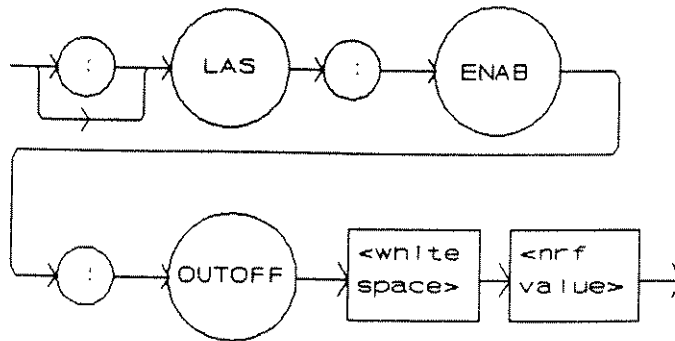 : LAS : ENAB
: OUTOFF <white space> <nrf value>